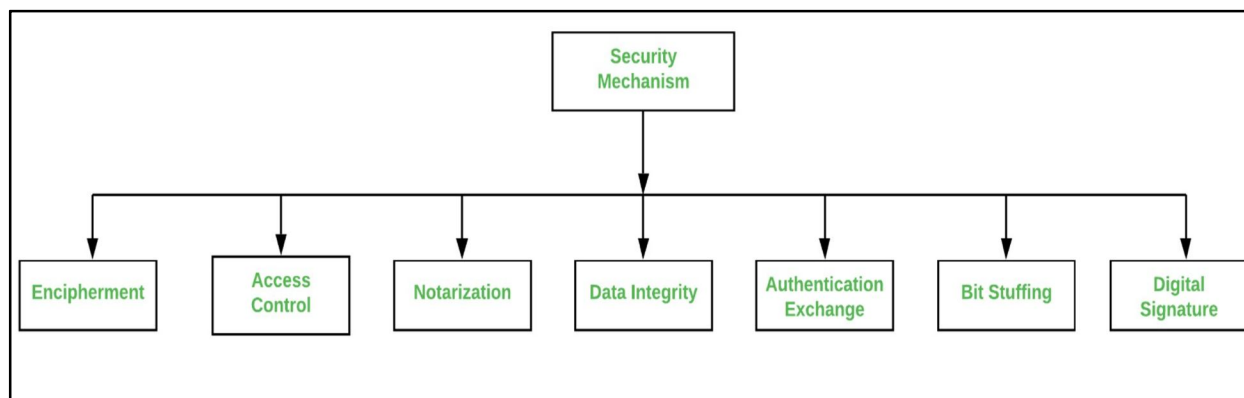 Security
Mechanism
Encipherment
Access
Control
Notarization
Data Integrity
Authentication
Exchange
Bit Stuffing
Digital
Signature